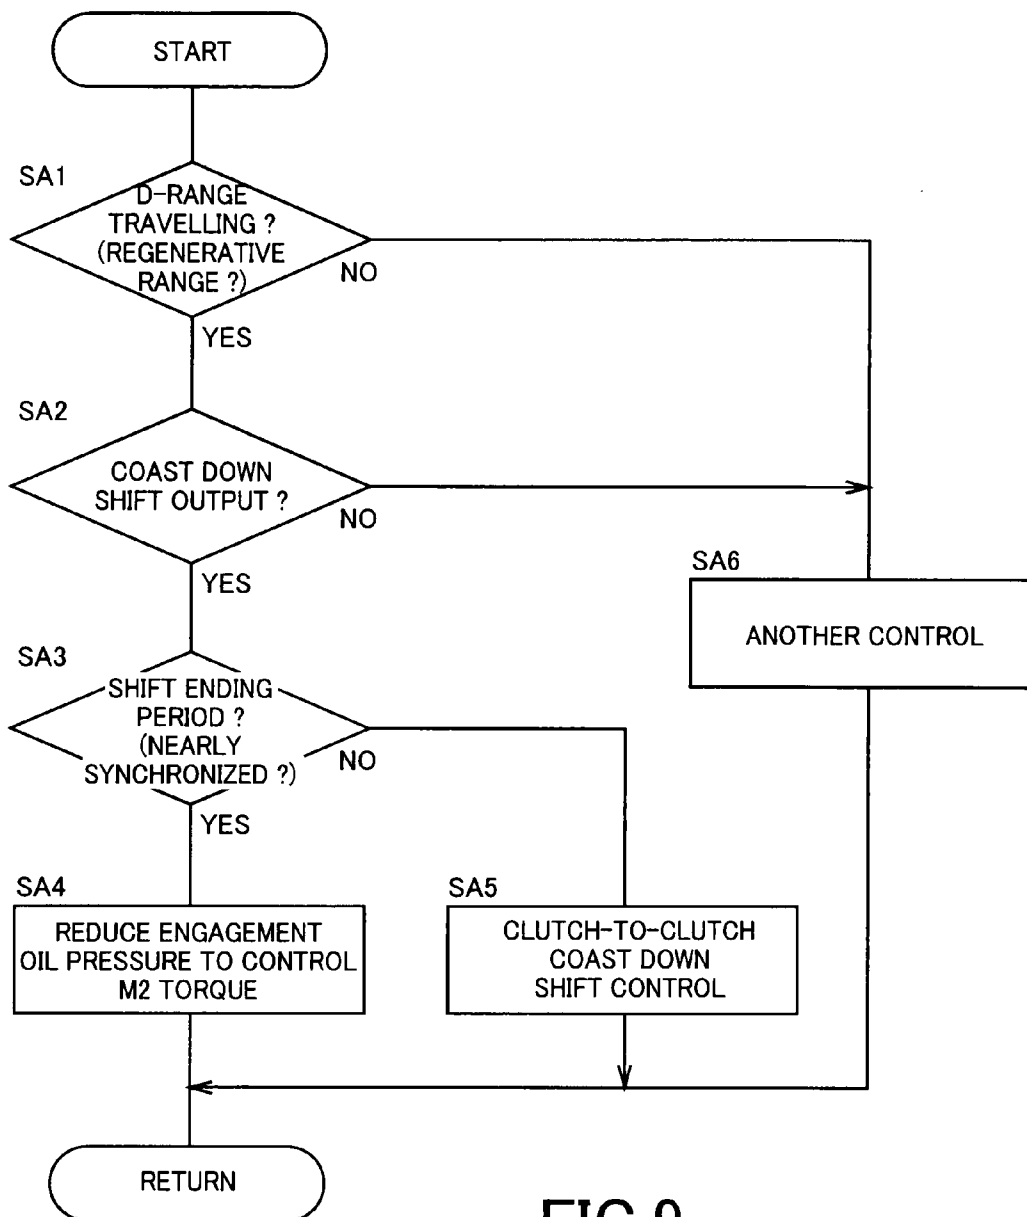 START
SA1
D-RANGE
TRAVELLING ?
(REGENERATIVE
RANGE ?)
NO
YES
SA2
COAST DOWN
SHIFT OUTPUT ?
NO
YES
SA6
ANOTHER CONTROL
SA3
SHIFT ENDING
PERIOD ?
(NEARLY
SYNCHRONIZED ?)
NO
YES
SA4
REDUCE ENGAGEMENT
OIL PRESSURE TO CONTROL
M2 TORQUE
SA5
CLUTCH-TO-CLUTCH
COAST DOWN
SHIFT CONTROL
RETURN